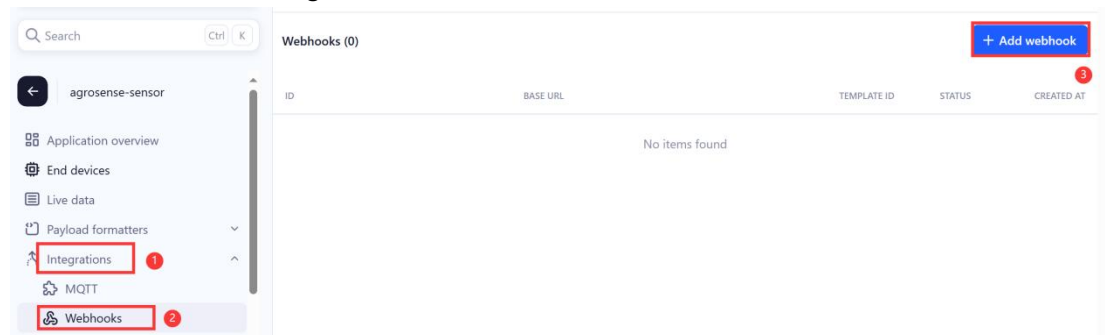 Search Ctrl K
agrosense-sensor
Application overview
End devices
Live data
Payload formatters
Integrations 1
MQTT
Webhooks 2
Webhooks (0)
+ Add webhook
3
ID BASE URL TEMPLATE ID STATUS CREATED AT
No items found